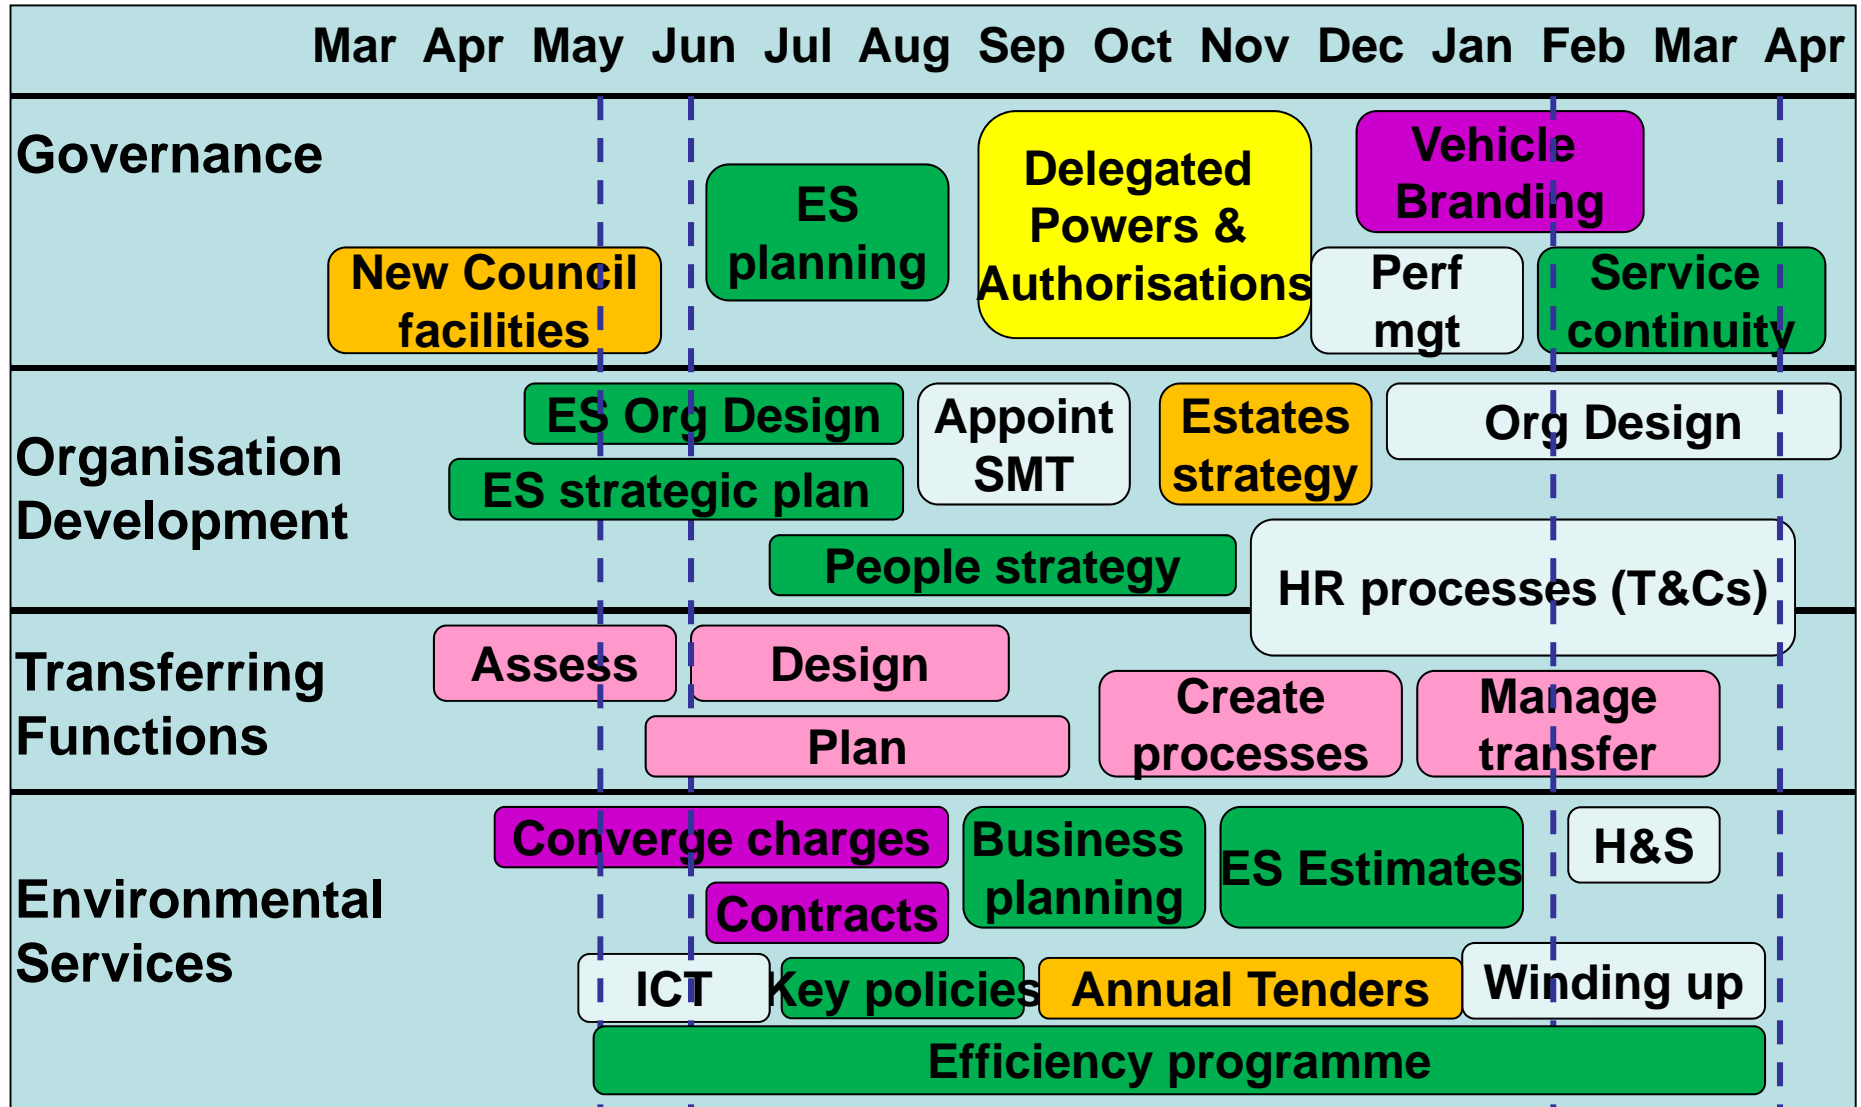 Mar Apr May Jun Jul Aug Sep Oct Nov Dec Jan Feb Mar Apr
Governance
New Council
facilities
ES
planning
Delegated
Powers &
Authorisations
Vehicle
Branding
Perf
mgt
Service
continuity
Organisation
Development
ES Org Design
ES strategic plan
Appoint
SMT
Estates
strategy
Org Design
People strategy
HR processes (T&Cs)
Transferring
Functions
Assess
Design
Plan
Create
processes
Manage
transfer
Environmental
Services
Converge charges
Contracts
Business
planning
ES Estimates
H&S
ICT
Key policies
Annual Tenders
Winding up
Efficiency programme